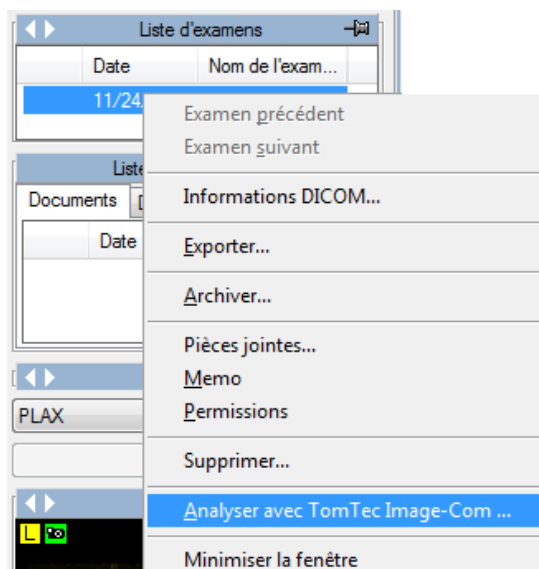 Liste d'examens
Date Nom de l'exam...
11/24
Examen précédent
Examen suivant
Liste
Informations DICOM...
Documents
Date
Exporter...
Archiver...
Pièces jointes...
Memo
PLAX
Permissions
Supprimer...
Analyser avec TomTec Image-Com ...
L
Minimiser la fenêtre